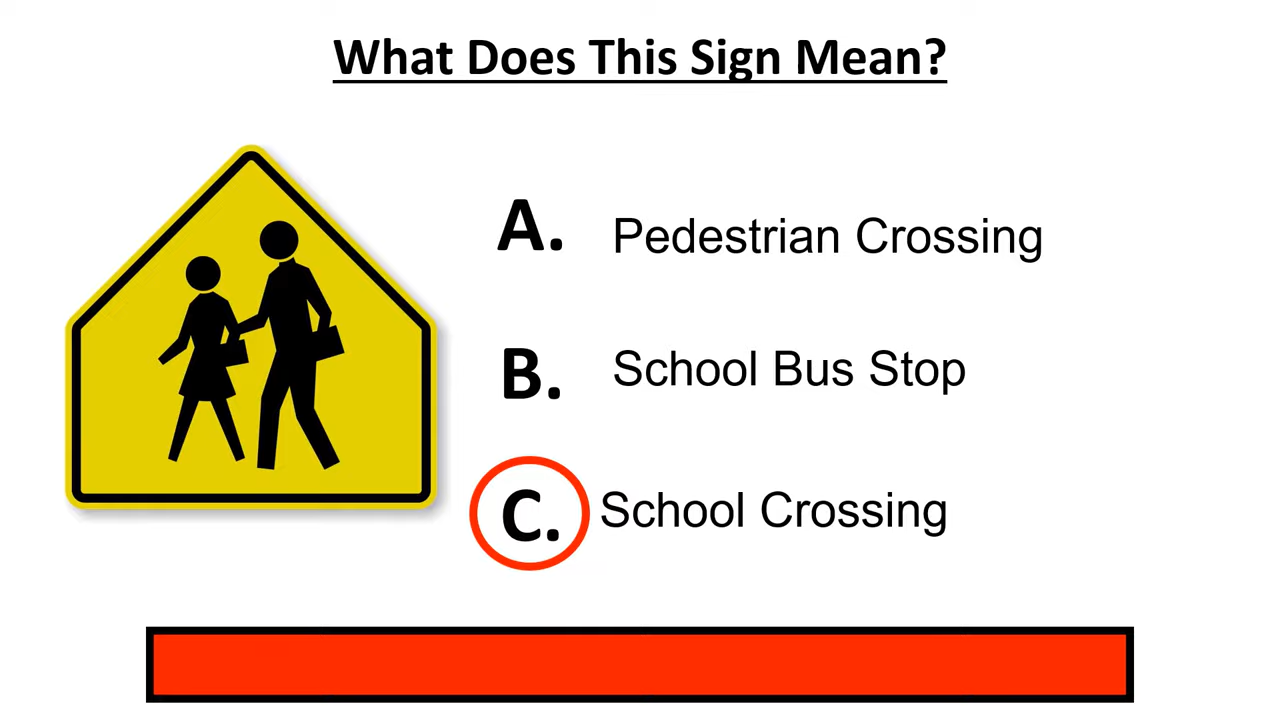 What Does This Sign Mean?
A. Pedestrian Crossing
B. School Bus Stop
C. School Crossing